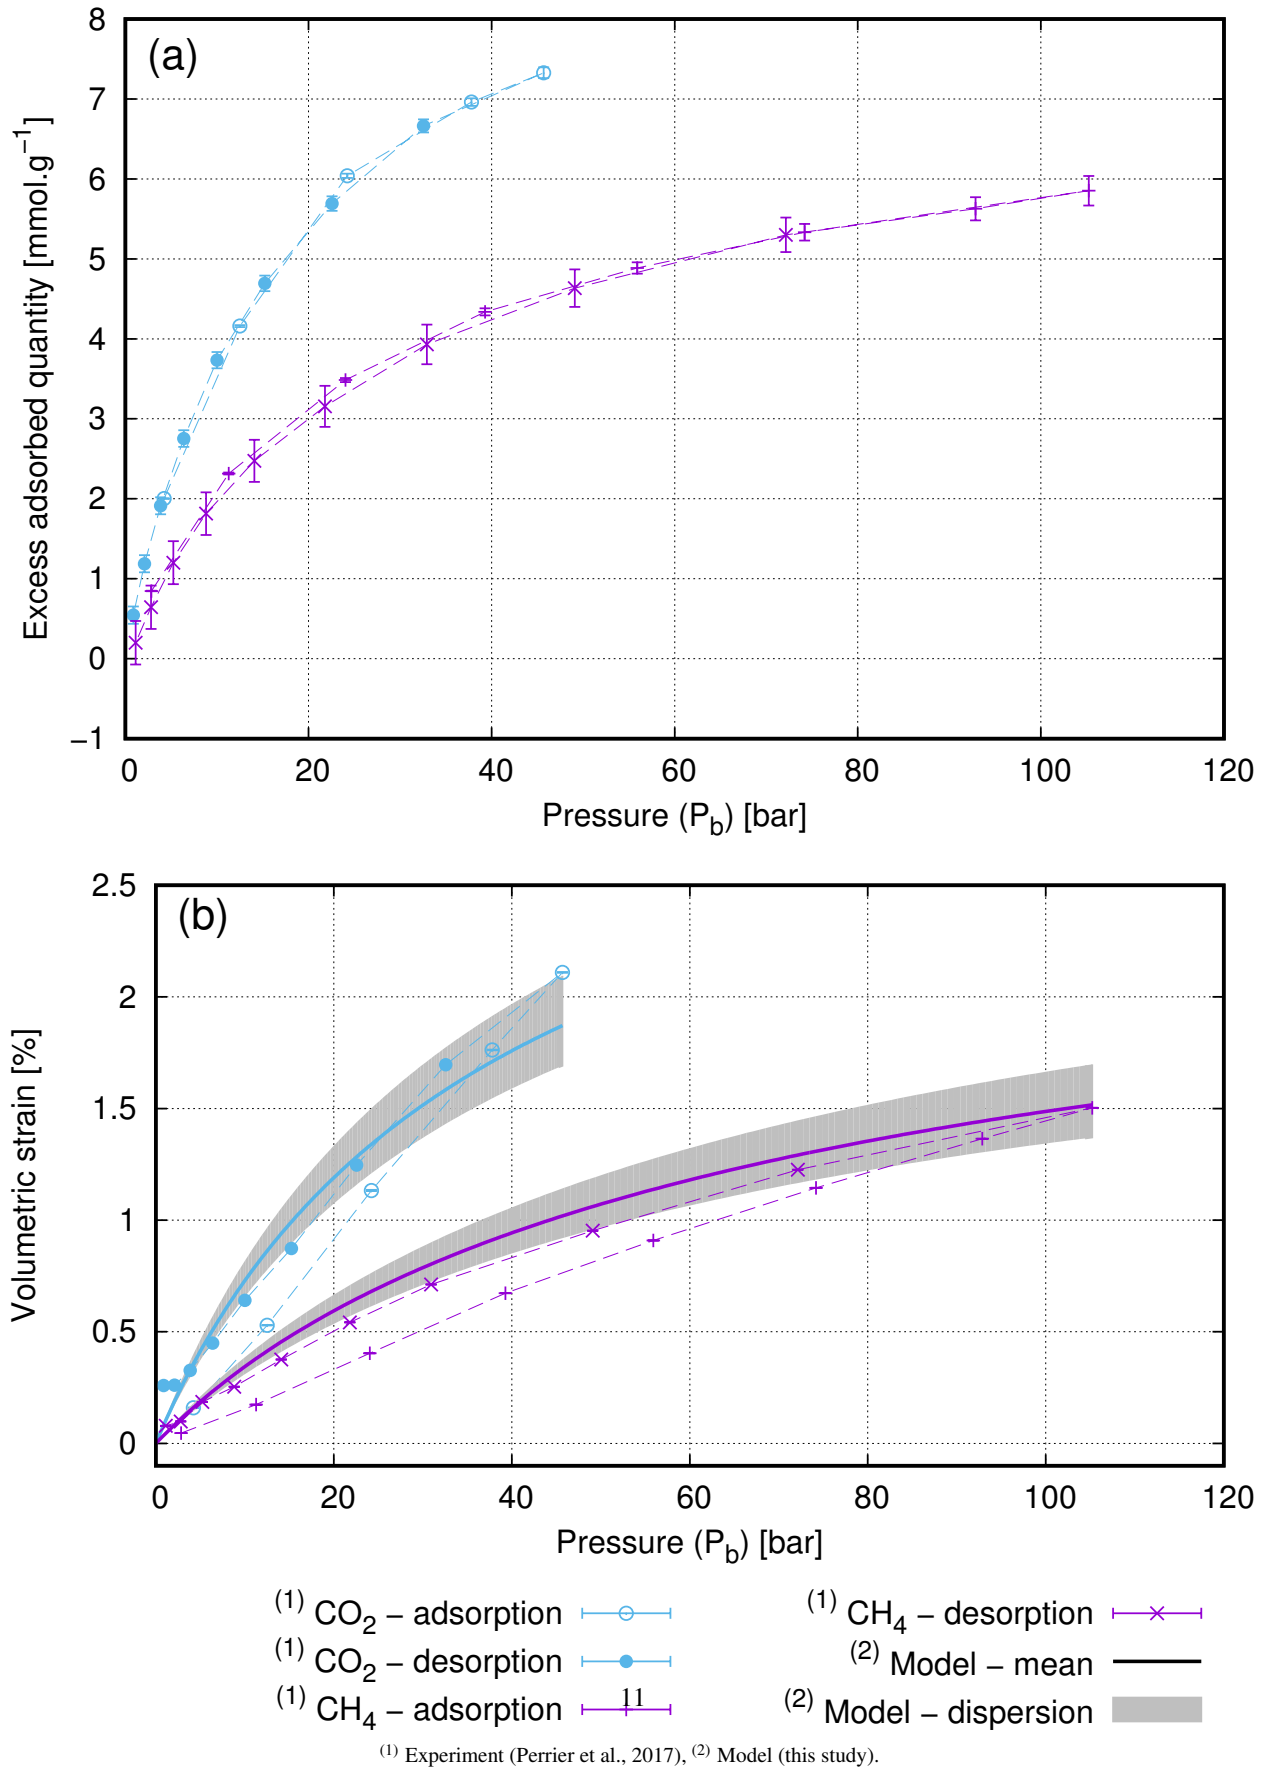 (a)
8
7
6
5
4
3
2
1
0
−1
Excess adsorbed quantity [mmol.g⁻¹]
0 20 40 60 80 100 120
Pressure (P_b) [bar]
(b)
2.5
2
1.5
1
0.5
0
Volumetric strain [%]
0 20 40 60 80 100 120
Pressure (P_b) [bar]
(1) CO₂ − adsorption
(1) CO₂ − desorption
(1) CH₄ − adsorption
(1) CH₄ − desorption
(2) Model − mean
(2) Model − dispersion
11
(1) Experiment (Perrier et al., 2017), (2) Model (this study).